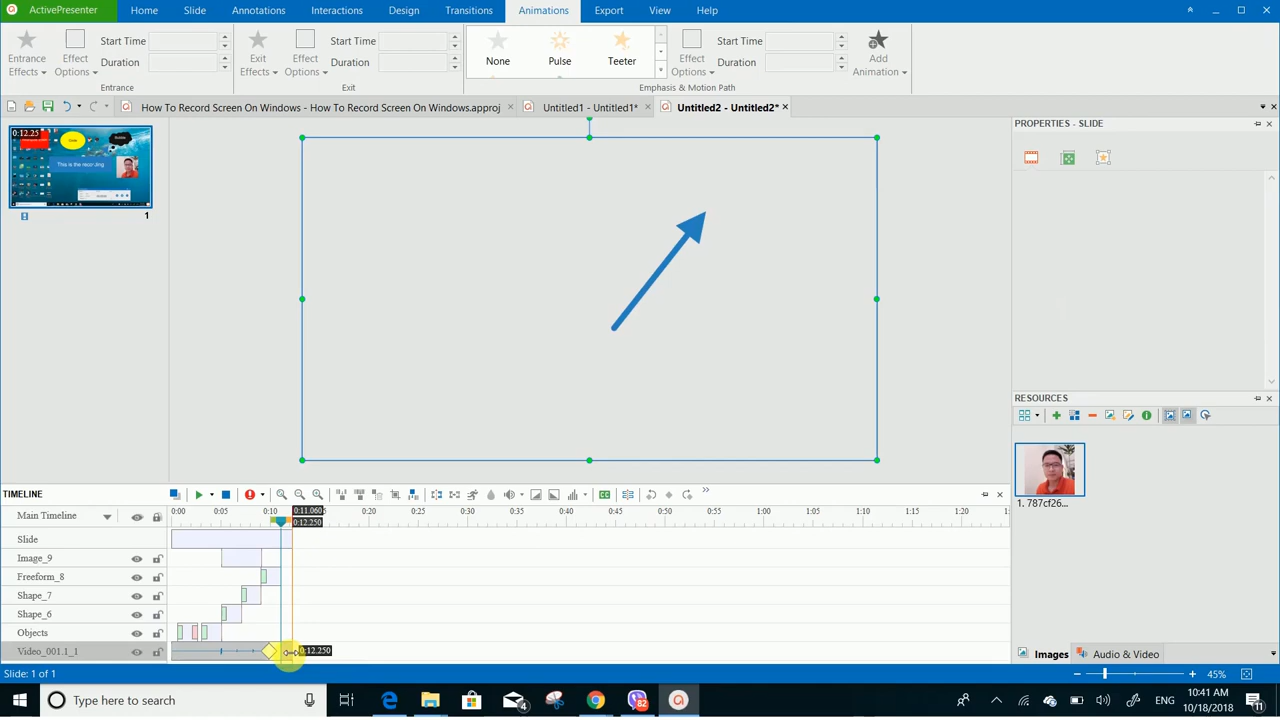 ActivePresenter
Home
Slide
Annotations
Interactions
Design
Transitions
Animations
Export
View
Help
Entrance Effects
Effect Options
Start Time
Duration
Entrance
Exit Effects
Effect Options
Start Time
Duration
Exit
None
Pulse
Teeter
Effect Options
Start Time
Duration
Emphasis & Motion Path
Add Animation
How To Record Screen On Windows - How To Record Screen On Windows.approj
Untitled1 - Untitled1*
Untitled2 - Untitled2*
0:12.25
This is the recording
1
PROPERTIES - SLIDE
RESOURCES
1. 787cf26...
Images
Audio & Video
TIMELINE
Main Timeline
0:00
0:05
0:10
0:11.060
0:12.250
0:20
0:25
0:30
0:35
0:40
0:45
0:50
0:55
1:00
1:05
1:10
1:15
1:20
Slide
Image_9
Freeform_8
Shape_7
Shape_6
Objects
Video_001.1_1
0:12.250
Slide: 1 of 1
45%
Type here to search
4
82
ENG
10:41 AM
10/18/2018
11